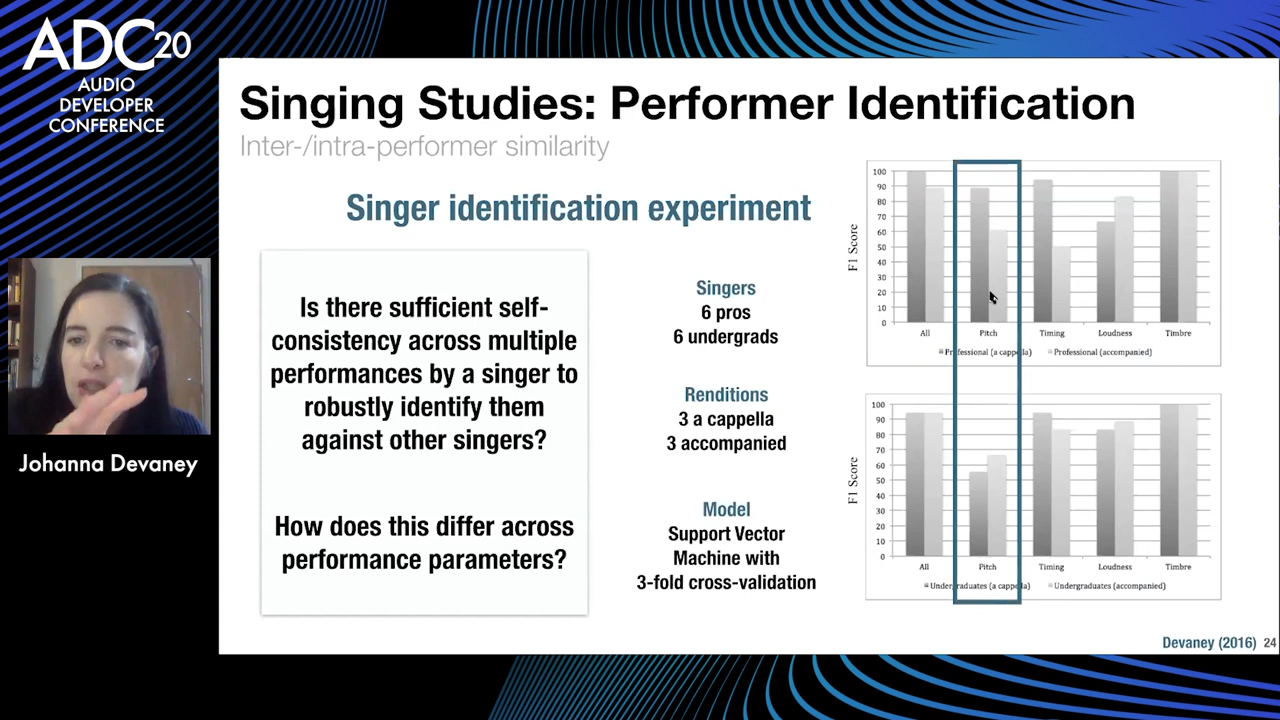 ADC20
AUDIO
DEVELOPER
CONFERENCE
Johanna Devaney
Singing Studies: Performer Identification
Inter-/intra-performer similarity
Singer identification experiment
Is there sufficient self-
consistency across multiple
performances by a singer to
robustly identify them
against other singers?
How does this differ across
performance parameters?
Singers
6 pros
6 undergrads
Renditions
3 a cappella
3 accompanied
Model
Support Vector
Machine with
3-fold cross-validation
F1 Score
100
90
80
70
60
50
40
30
20
10
0
All Pitch Timing Loudness Timbre
Professional (a cappella) Professional (accompanied)
F1 Score
100
90
80
70
60
50
40
30
20
10
0
All Pitch Timing Loudness Timbre
Undergraduates (a cappella) Undergraduates (accompanied)
Devaney (2016) 24